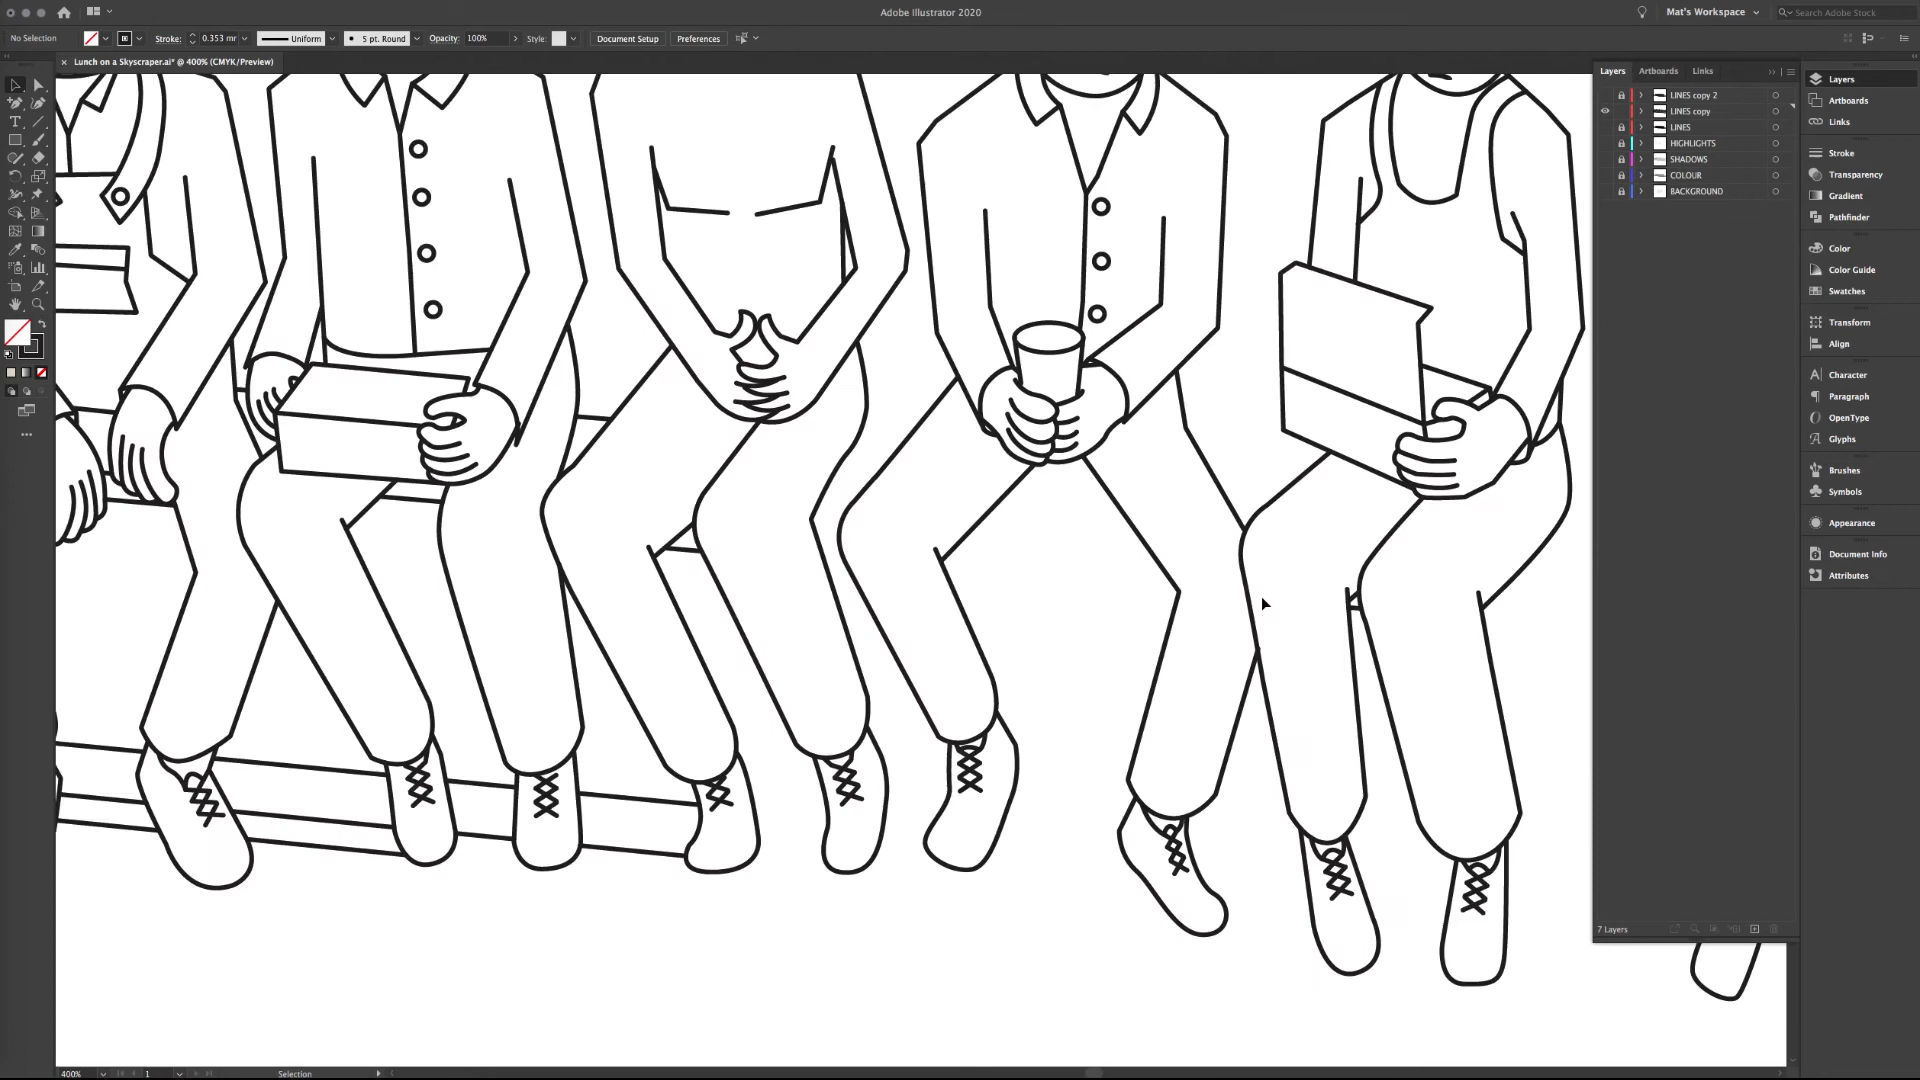 Adobe Illustrator 2020
Mat's Workspace
Search Adobe Stock
No Selection
Stroke:
0.353 mm
Uniform
5 pt. Round
Opacity:
100%
Style:
Document Setup
Preferences
Lunch on a Skyscraper.ai* @ 400% (CMYK/Preview)
Layers
Artboards
Links
LINES copy 2
LINES copy
LINES
HIGHLIGHTS
SHADOWS
COLOUR
BACKGROUND
7 Layers
Layers
Artboards
Links
Stroke
Transparency
Gradient
Pathfinder
Color
Color Guide
Swatches
Transform
Align
Character
Paragraph
OpenType
Glyphs
Brushes
Symbols
Appearance
Document Info
Attributes
400%
1
Selection